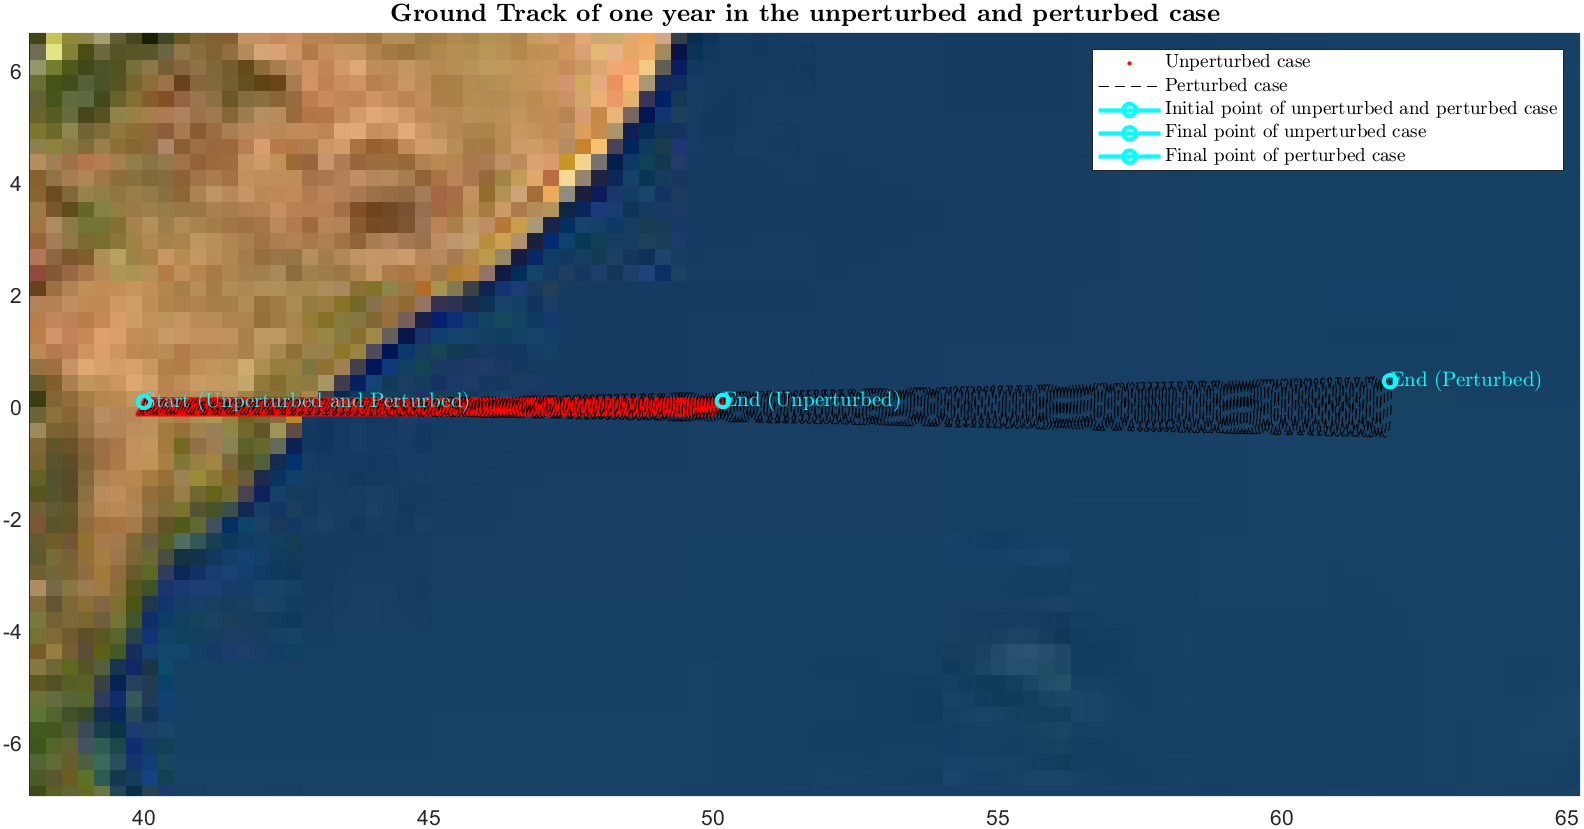 Ground Track of one year in the unperturbed and perturbed case
Unperturbed case
Perturbed case
Initial point of unperturbed and perturbed case
Final point of unperturbed case
Final point of perturbed case
6
4
2
0
-2
-4
-6
Start (Unperturbed and Perturbed)
End (Unperturbed)
End (Perturbed)
40 45 50 55 60 65